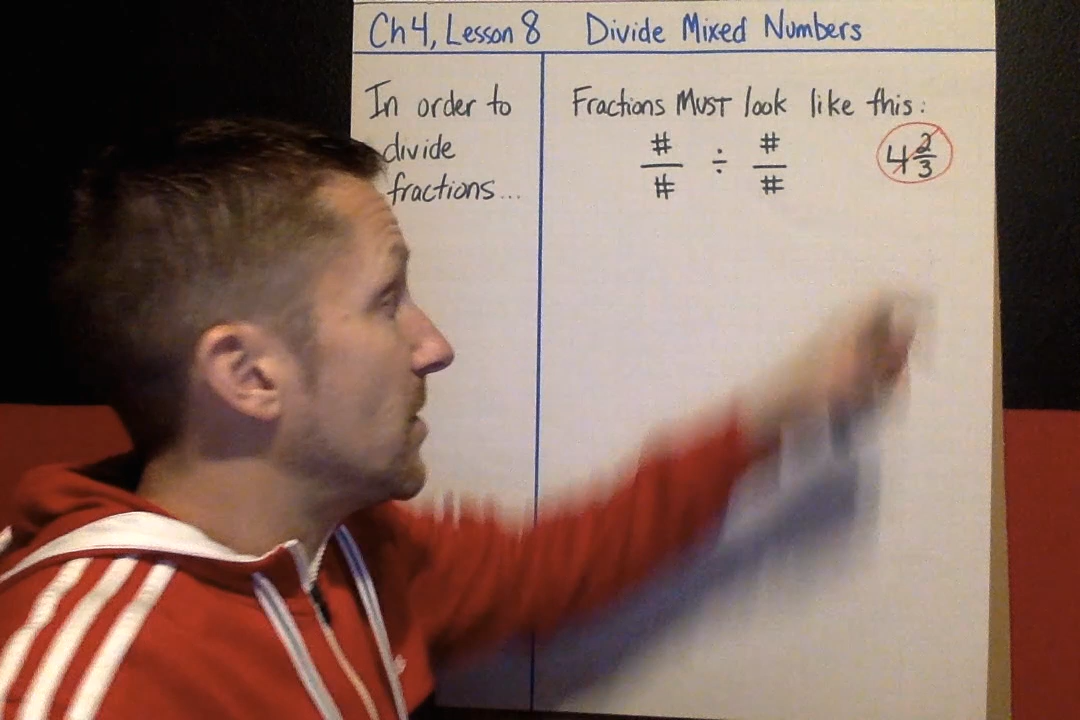 Ch 4, Lesson 8 Divide Mixed Numbers
In order to
divide
fractions...
Fractions MUST look like this:
# ÷ # 4 2
# # 3